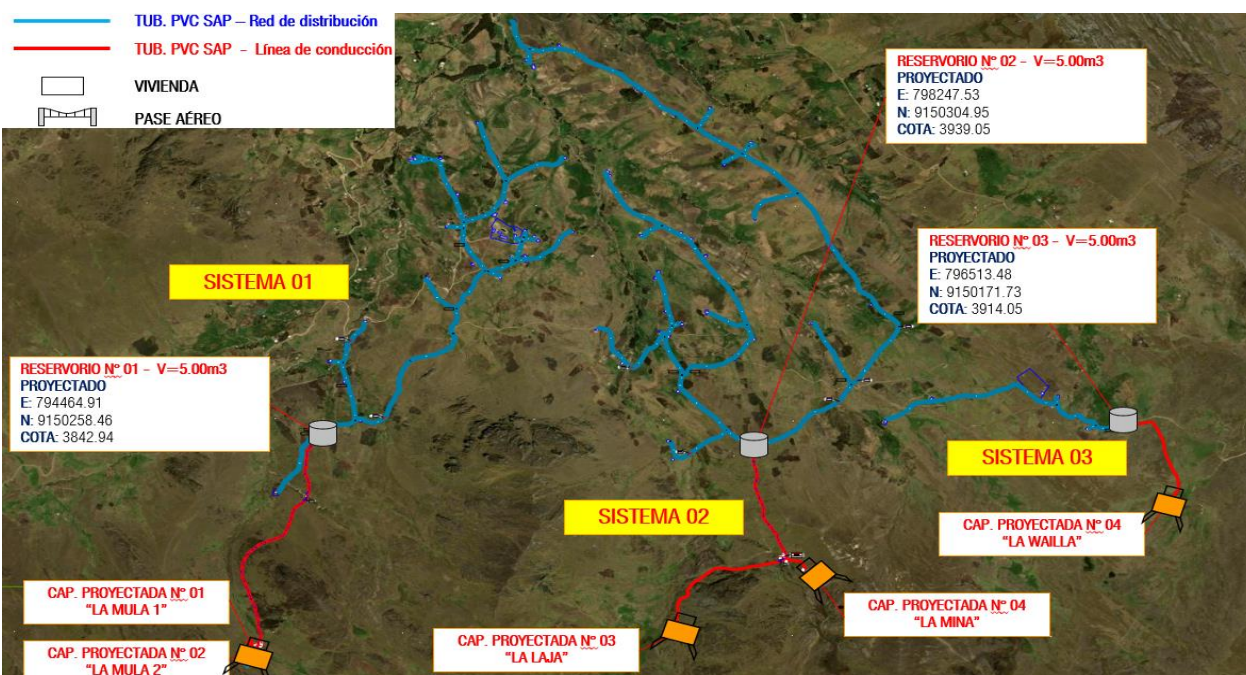 TUB. PVC SAP – Red de distribución
TUB. PVC SAP - Línea de conducción
VIVIENDA
PASE AÉREO
RESERVORIO Nº 02 - V=5.00m3
PROYECTADO
E: 798247.53
N: 9150304.95
COTA: 3939.05
RESERVORIO Nº 03 - V=5.00m3
PROYECTADO
E: 796513.48
N: 9150171.73
COTA: 3914.05
SISTEMA 01
RESERVORIO Nº 01 - V=5.00m3
PROYECTADO
E: 794464.91
N: 9150258.46
COTA: 3842.94
SISTEMA 03
SISTEMA 02
CAP. PROYECTADA Nº 04
“LA WAILLA”
CAP. PROYECTADA Nº 01
“LA MULA 1”
CAP. PROYECTADA Nº 04
“LA MINA”
CAP. PROYECTADA Nº 03
“LA LAJA”
CAP. PROYECTADA Nº 02
“LA MULA 2”